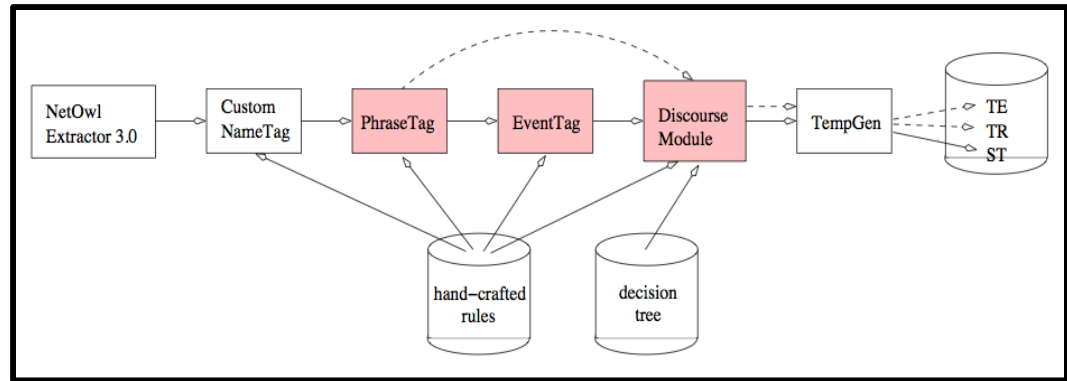 NetOwl
Extractor 3.0
Custom
NameTag
PhraseTag
EventTag
Discourse
Module
TempGen
TE
TR
ST
hand-crafted
rules
decision
tree